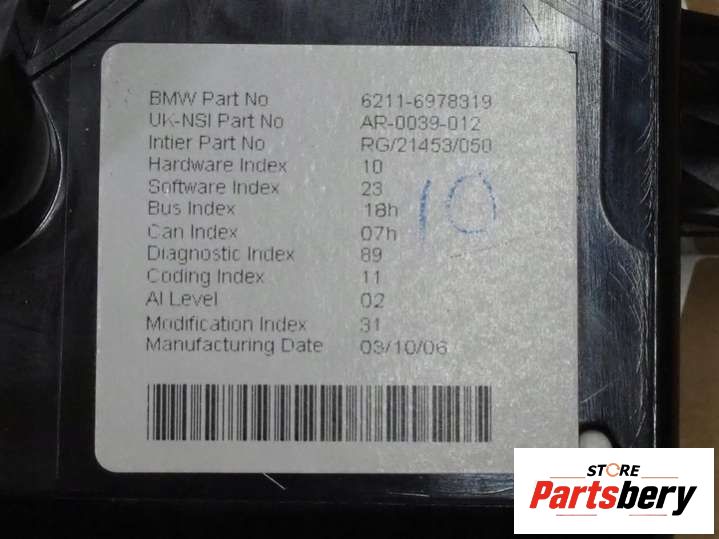 BMW Part No 6211-6978319
UK-NSI Part No AR-0039-012
Intier Part No RG/21453/050
Hardware Index 10
Software Index 23
Bus Index 18h
Can Index 07h
Diagnostic Index 89
Coding Index 11
AI Level 02
Modification Index 31
Manufacturing Date 03/10/06
10
STORE
Partsbery